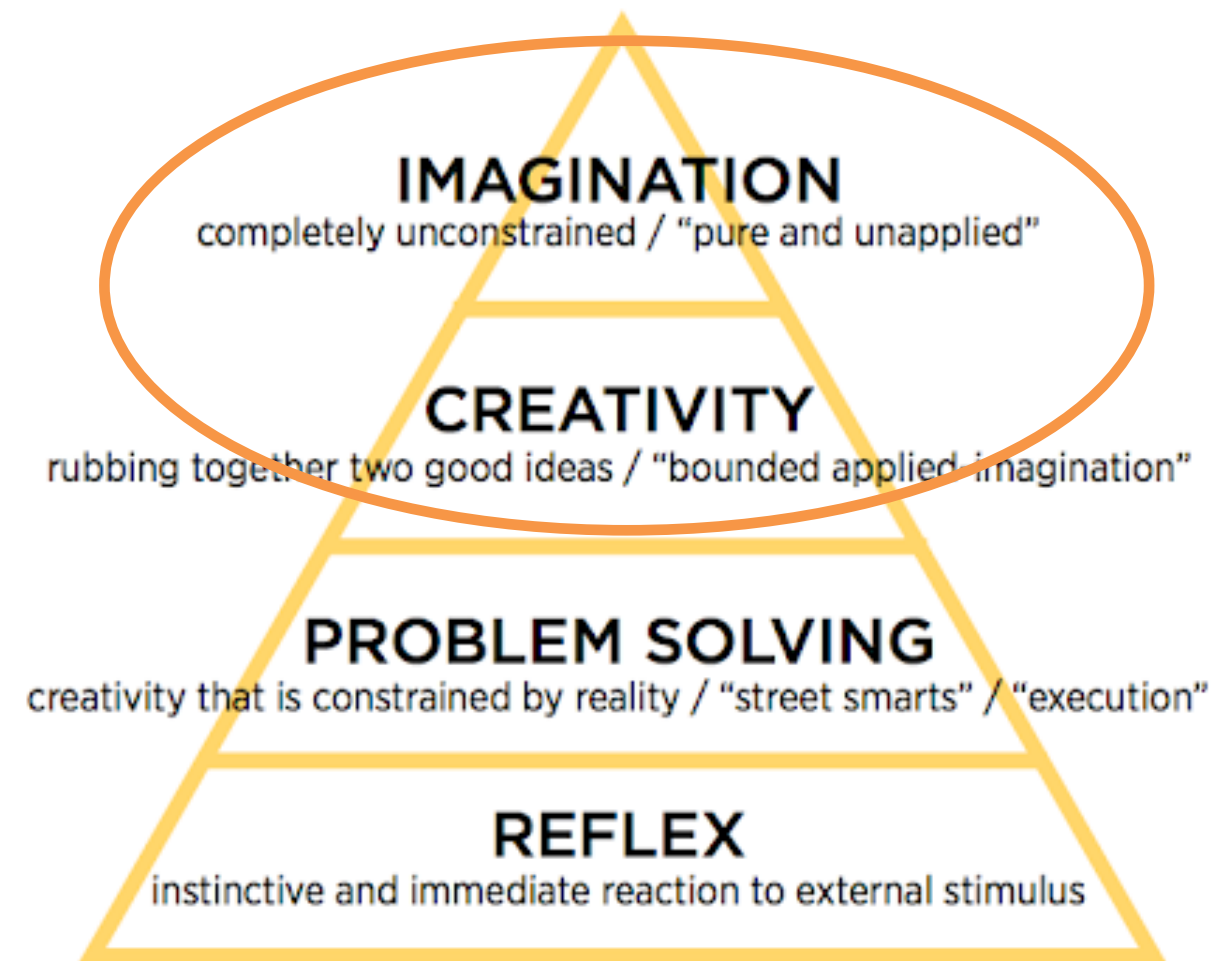 IMAGINATION
completely unconstrained / “pure and unapplied”
CREATIVITY
rubbing together two good ideas / “bounded applied-imagination”
PROBLEM SOLVING
creativity that is constrained by reality / “street smarts” / “execution”
REFLEX
instinctive and immediate reaction to external stimulus